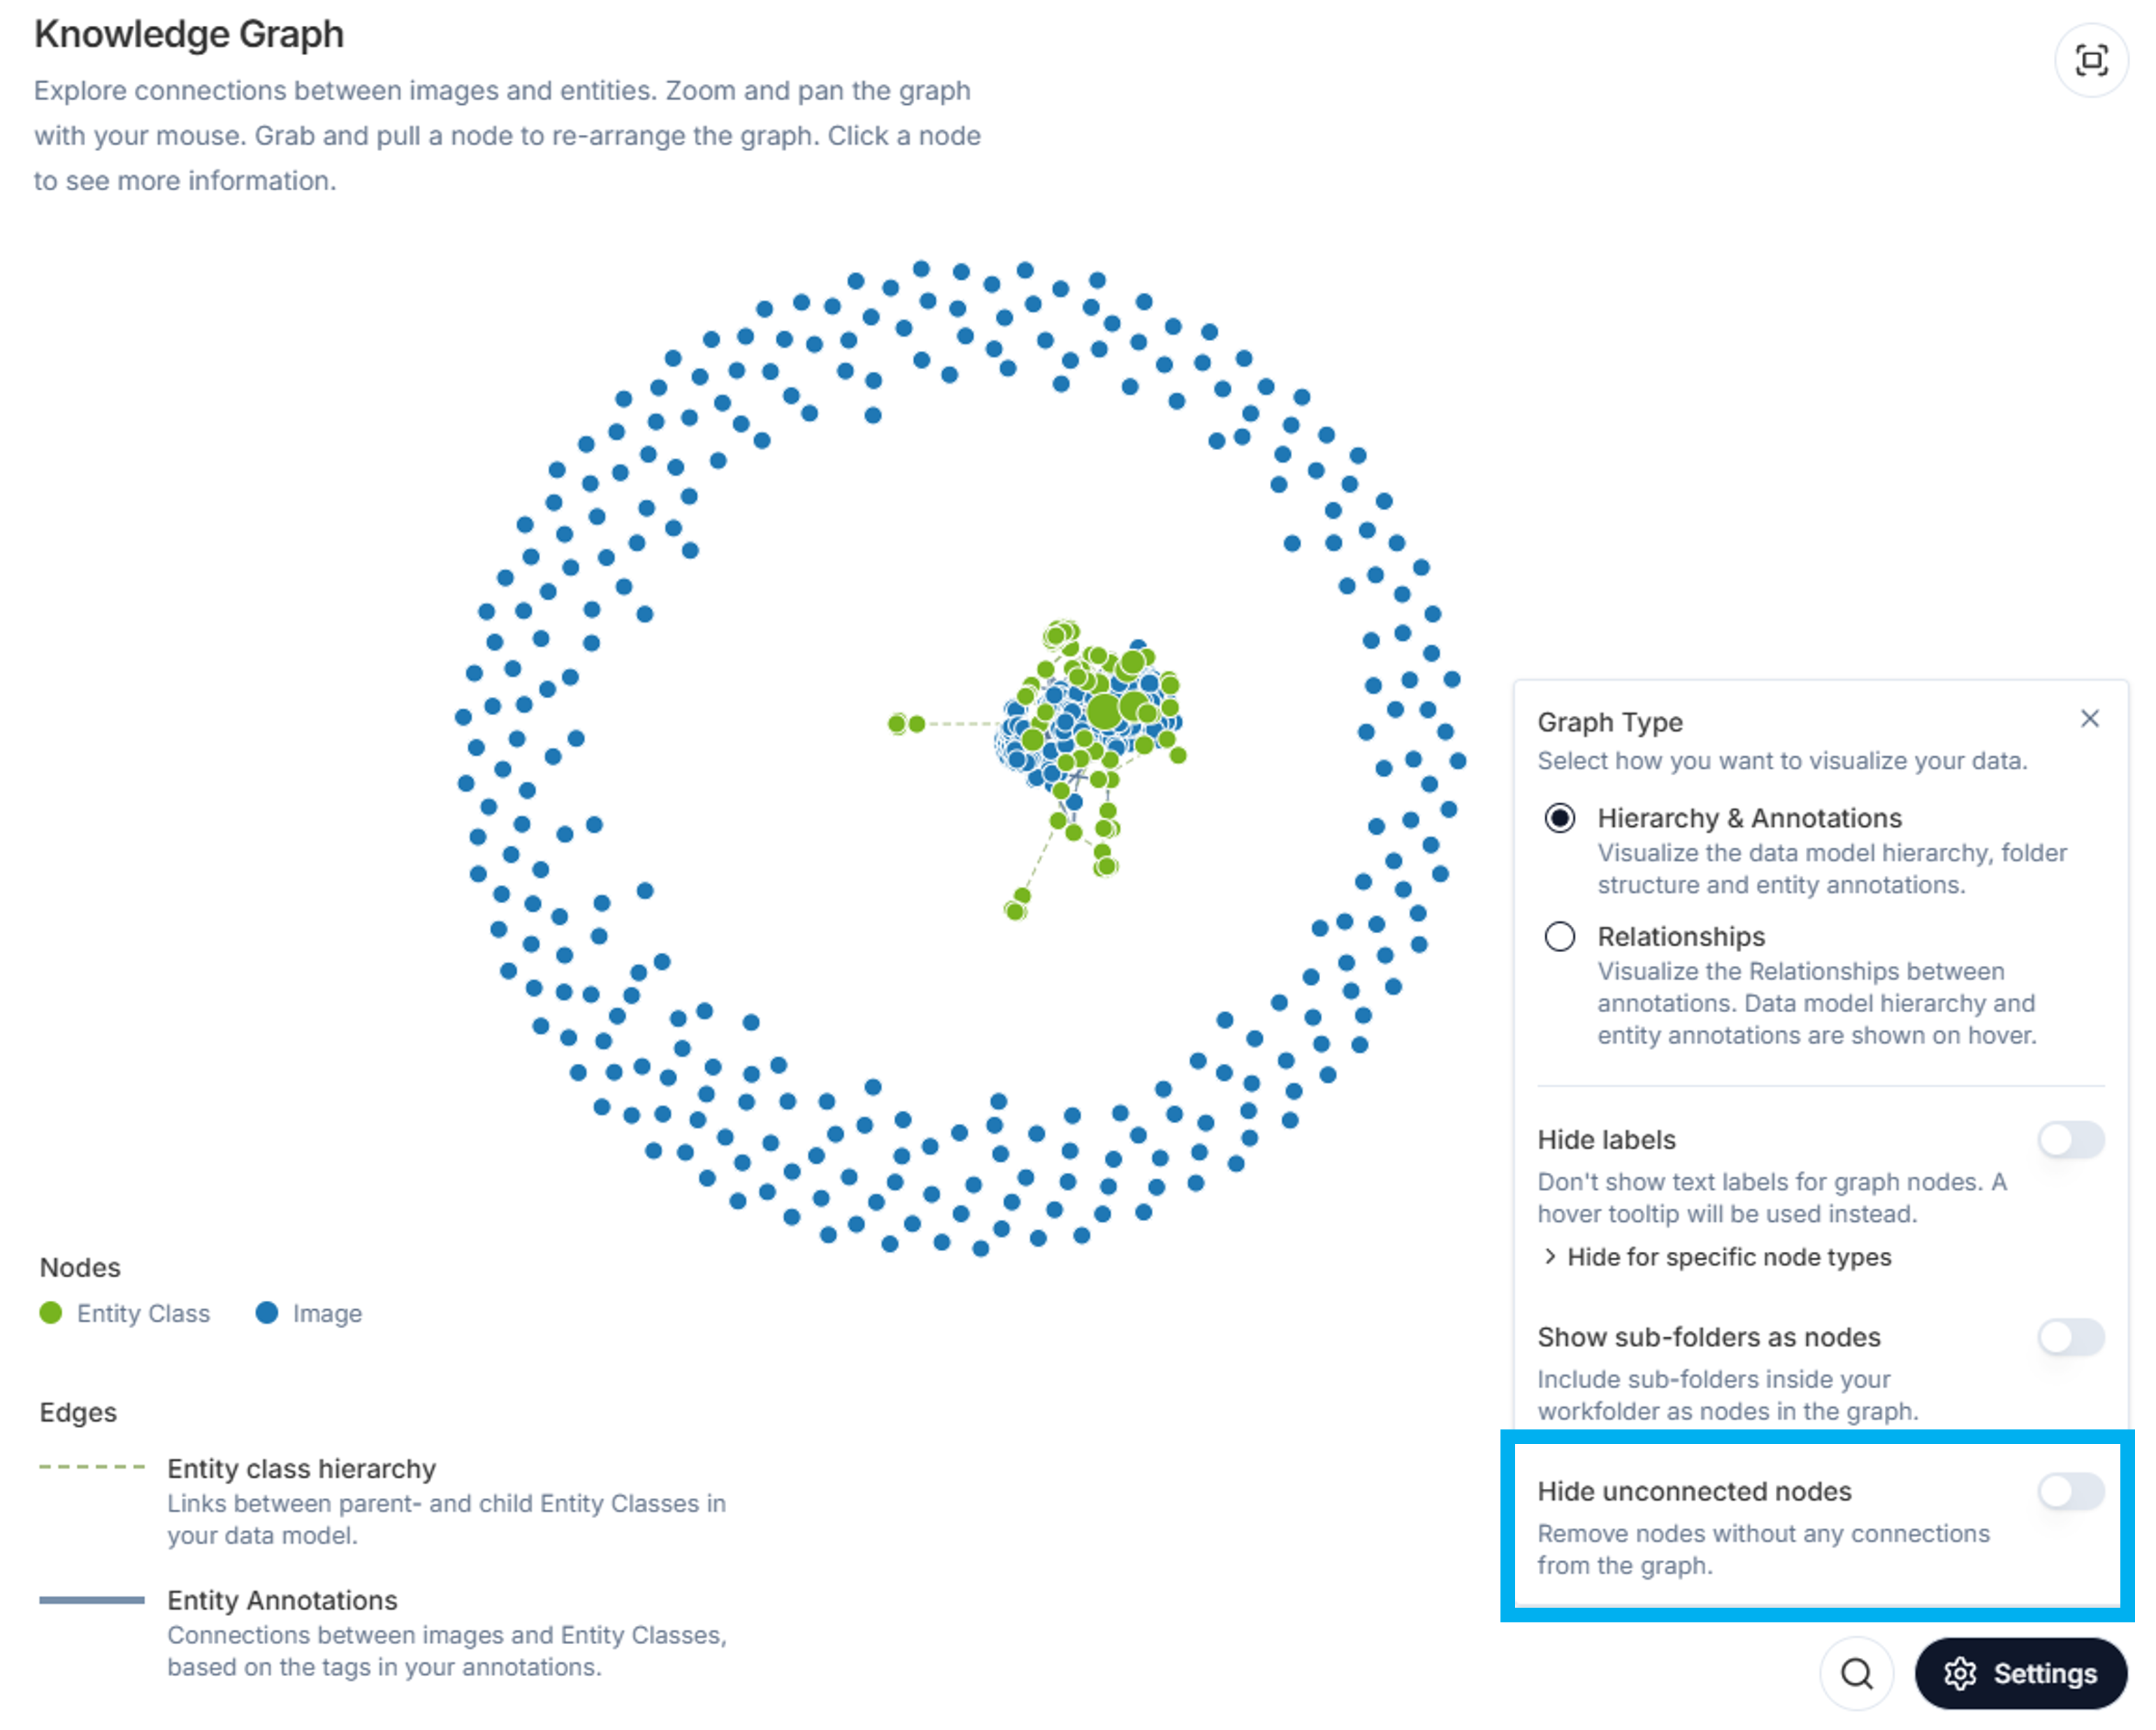 Knowledge Graph
Explore connections between images and entities. Zoom and pan the graph
with your mouse. Grab and pull a node to re-arrange the graph. Click a node
to see more information.
Graph Type
Select how you want to visualize your data.
Hierarchy & Annotations
Visualize the data model hierarchy, folder
structure and entity annotations.
Relationships
Visualize the Relationships between
annotations. Data model hierarchy and
entity annotations are shown on hover.
Hide labels
Don't show text labels for graph nodes. A
hover tooltip will be used instead.
Hide for specific node types
Show sub-folders as nodes
Include sub-folders inside your
workfolder as nodes in the graph.
Hide unconnected nodes
Remove nodes without any connections
from the graph.
Settings
Nodes
Entity Class
Image
Edges
Entity class hierarchy
Links between parent- and child Entity Classes in
your data model.
Entity Annotations
Connections between images and Entity Classes,
based on the tags in your annotations.